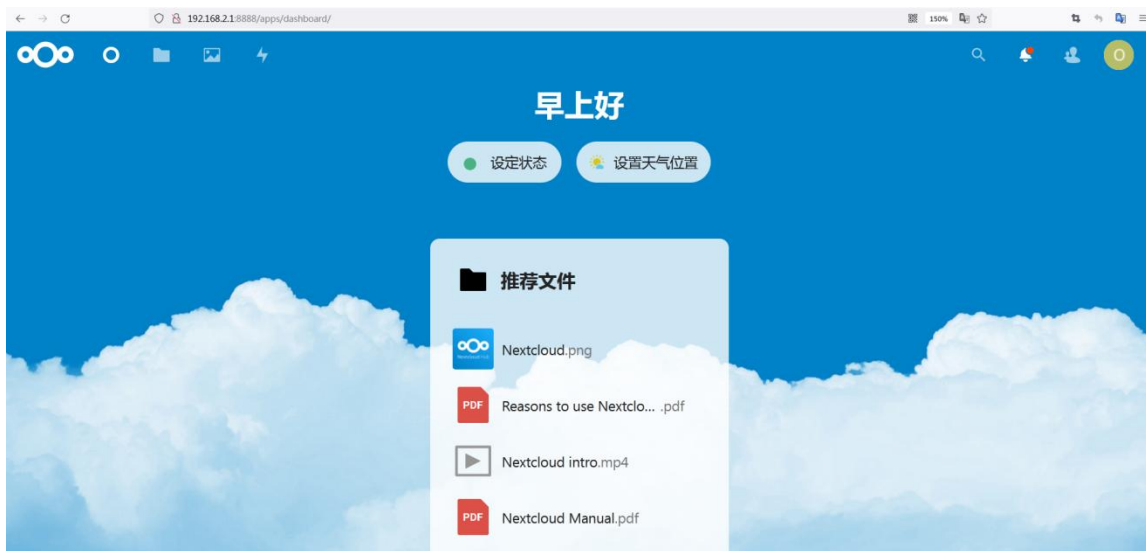 192.168.2.1:8888/apps/dashboard/
150%
O
早上好
设定状态
设置天气位置
推荐文件
Nextcloud.png
PDF Reasons to use Nextclo... .pdf
Nextcloud intro.mp4
PDF Nextcloud Manual.pdf